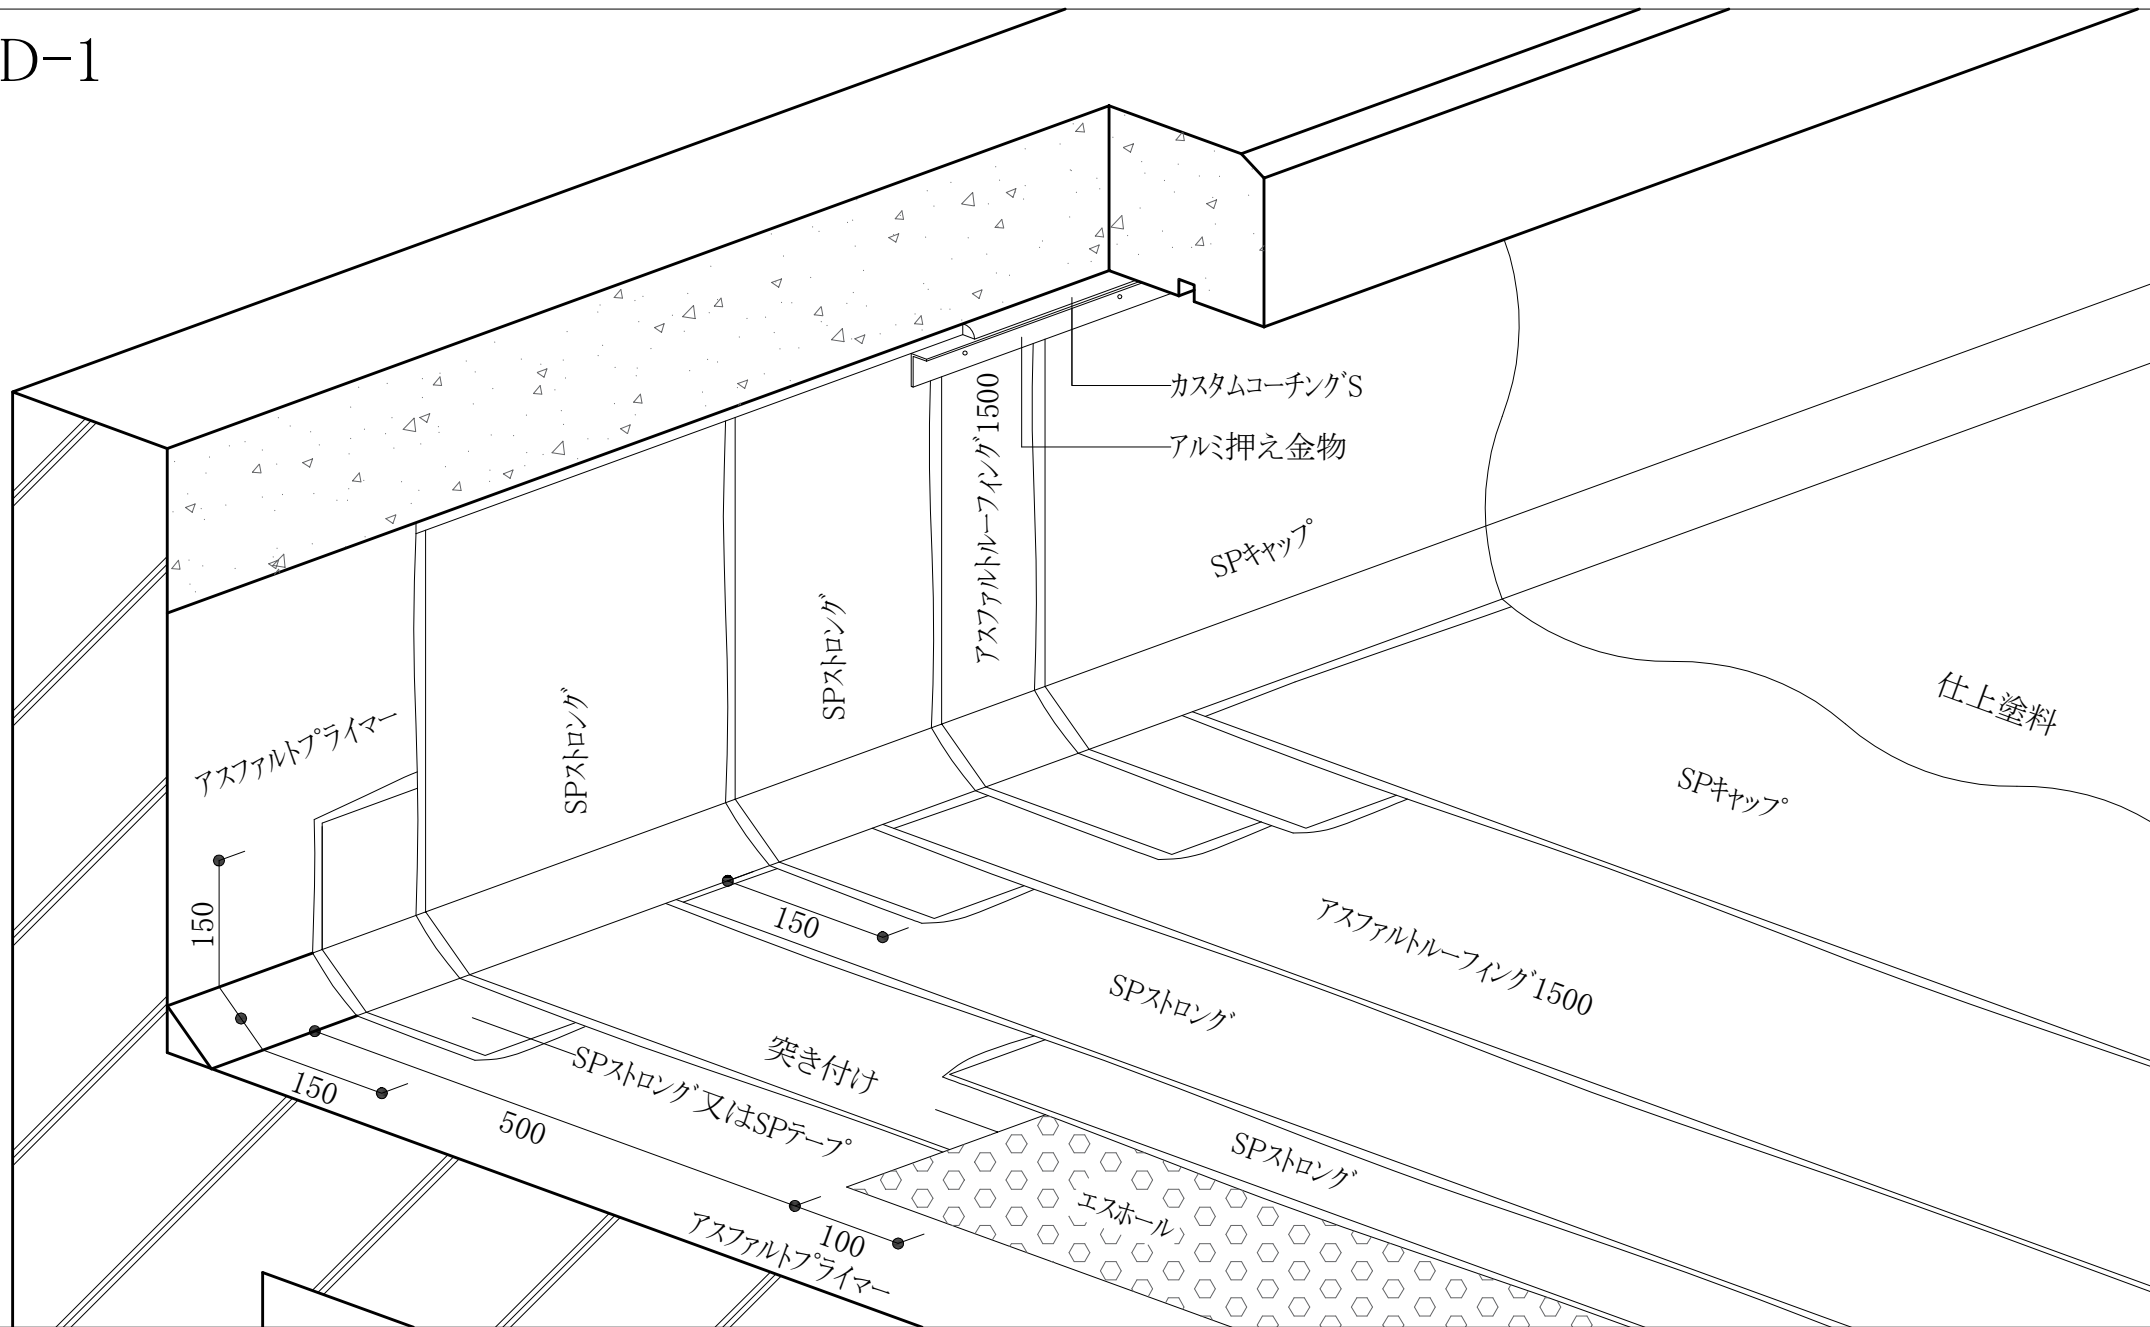 D-1
カスタムコーチングS
アルミ押え金物
アスファルトルーフィング1500
SPキャップ
SPストロング
SPストロング
アスファルトプライマー
仕上塗料
SPキャップ
150
150
アスファルトルーフィング1500
SPストロング
突き付け
SPストロング又はSPテープ
150
500
SPストロング
エスホール
100
アスファルトプライマー